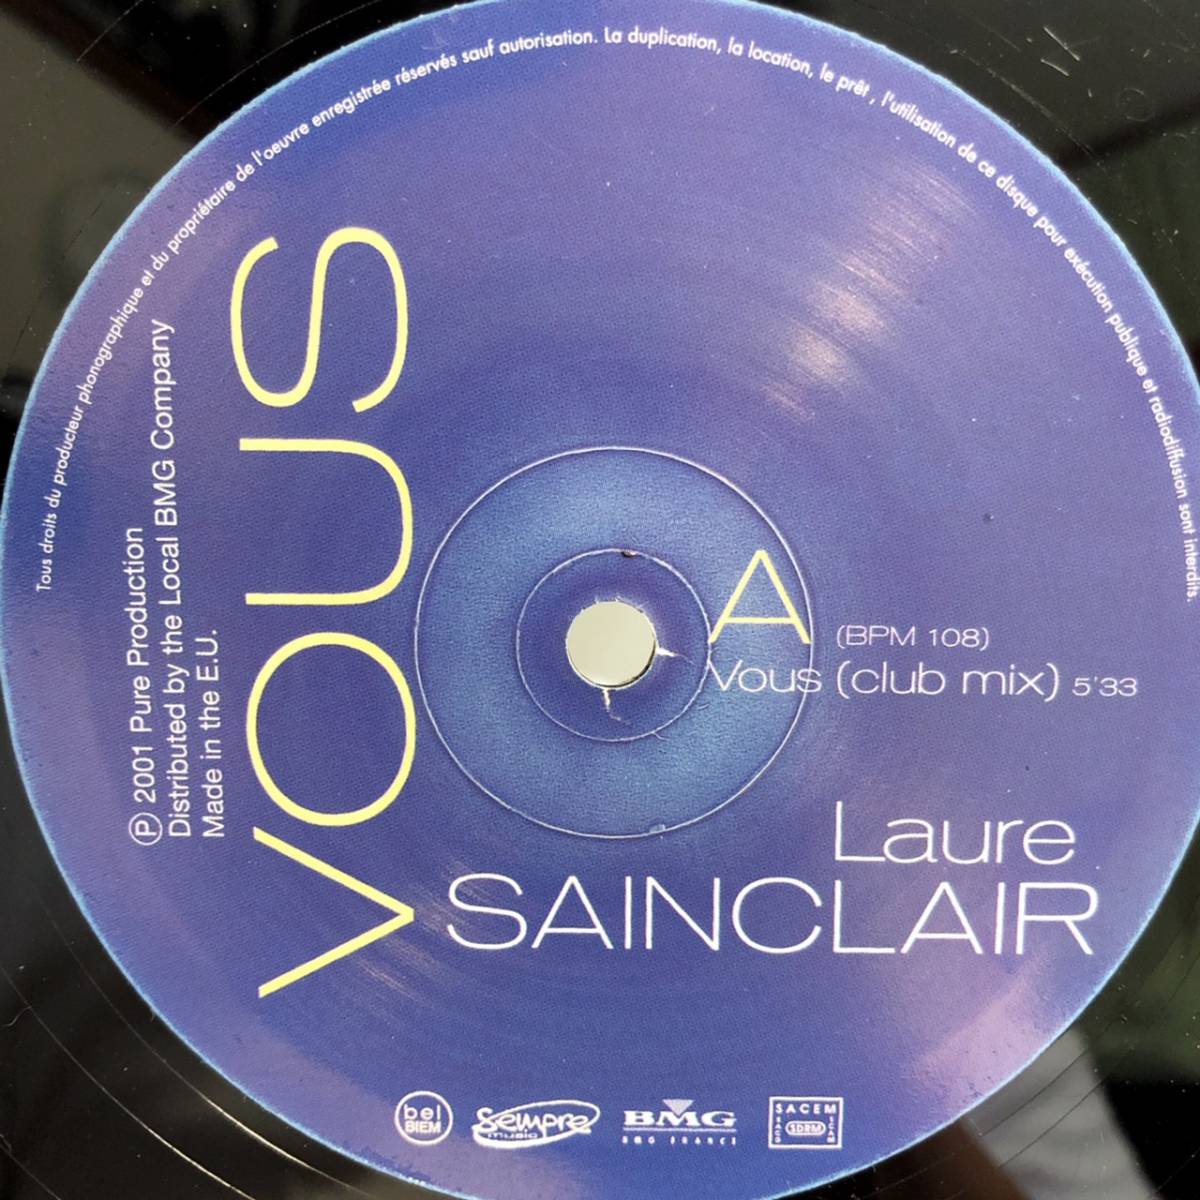 Tous droits du producteur phonographique et du propriétaire de l'oeuvre enregistrée réservés sauf autorisation. La duplication, la location, le prêt , l'utilisation de ce disque pour exécution publique et radiodiffusion sont interdits.
℗ 2001 Pure Production
Distributed by the Local BMG Company
Made in the E.U.
VOUS
A (BPM 108)
Vous (club mix) 5'33
Laure
SAINCLAIR
bel
BIEM
Sempre
music
BMG
BMG FRANCE
SACEM
SDRM